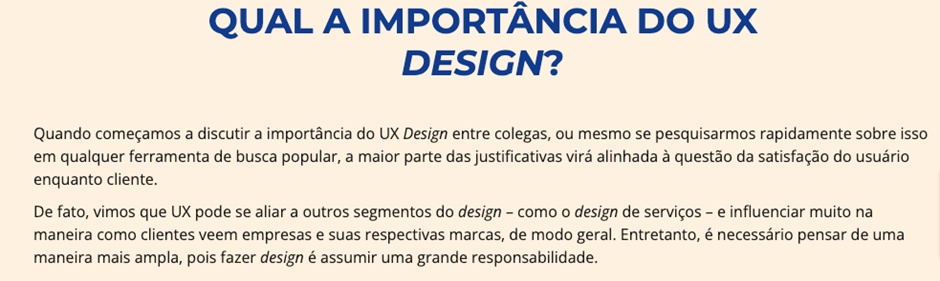 QUAL A IMPORTÂNCIA DO UX
DESIGN?
Quando começamos a discutir a importância do UX Design entre colegas, ou mesmo se pesquisarmos rapidamente sobre isso
em qualquer ferramenta de busca popular, a maior parte das justificativas virá alinhada à questão da satisfação do usuário
enquanto cliente.
De fato, vimos que UX pode se aliar a outros segmentos do design – como o design de serviços – e influenciar muito na
maneira como clientes veem empresas e suas respectivas marcas, de modo geral. Entretanto, é necessário pensar de uma
maneira mais ampla, pois fazer design é assumir uma grande responsabilidade.